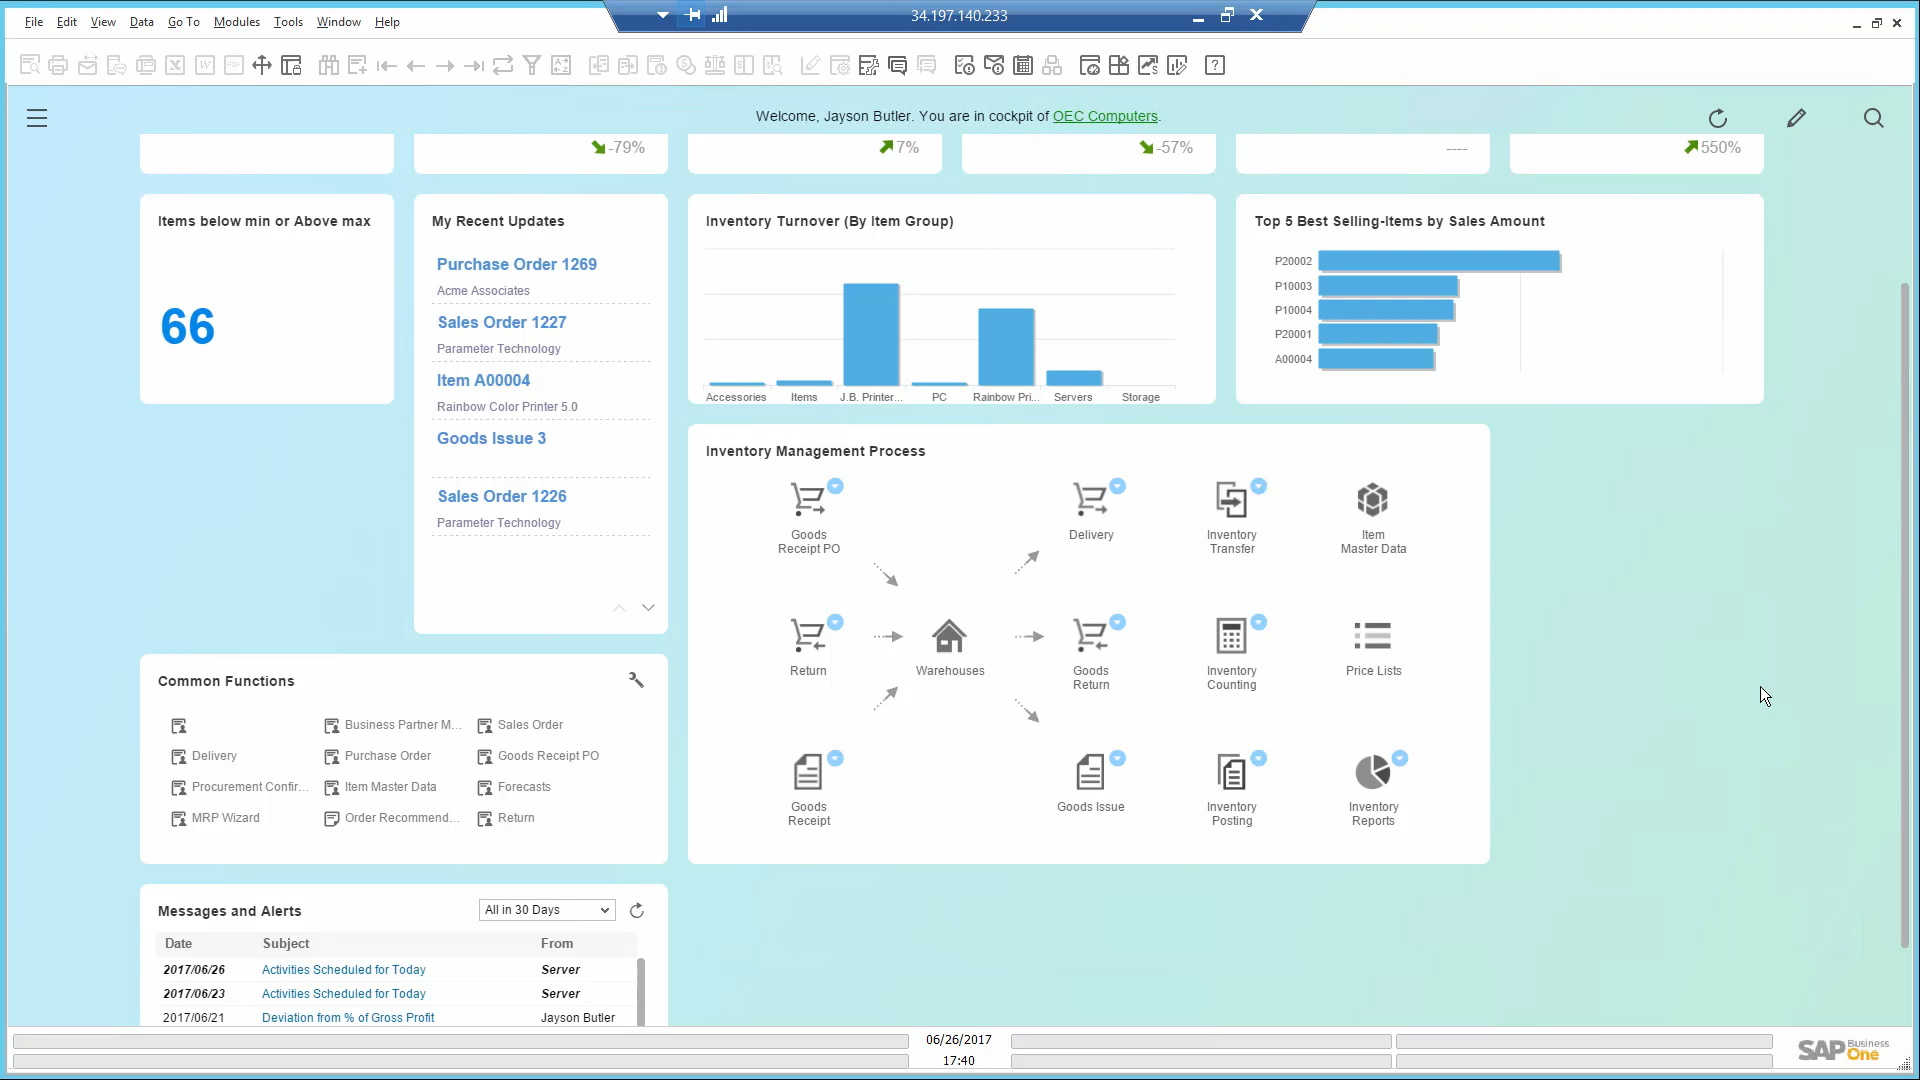 34.197.140.233
File Edit View Data Go To Modules Tools Window Help
Welcome, Jayson Butler. You are in cockpit of OEC Computers.
-79%
7%
-57%
----
550%
Items below min or Above max
66
My Recent Updates
Purchase Order 1269
Acme Associates
Sales Order 1227
Parameter Technology
Item A00004
Rainbow Color Printer 5.0
Goods Issue 3
Sales Order 1226
Parameter Technology
Inventory Turnover (By Item Group)
Accessories Items J.B. Printer... PC Rainbow Pri... Servers Storage
Top 5 Best Selling-Items by Sales Amount
P20002
P10003
P10004
P20001
A00004
Inventory Management Process
Goods
Receipt PO
Delivery
Inventory
Transfer
Item
Master Data
Return
Warehouses
Goods
Return
Inventory
Counting
Price Lists
Goods
Receipt
Goods Issue
Inventory
Posting
Inventory
Reports
Common Functions
Business Partner M... Sales Order
Delivery Purchase Order Goods Receipt PO
Procurement Confir... Item Master Data Forecasts
MRP Wizard Order Recommend... Return
Messages and Alerts All in 30 Days
Date Subject From
2017/06/26 Activities Scheduled for Today Server
2017/06/23 Activities Scheduled for Today Server
2017/06/21 Deviation from % of Gross Profit Jayson Butler
06/26/2017
17:40
SAP Business One